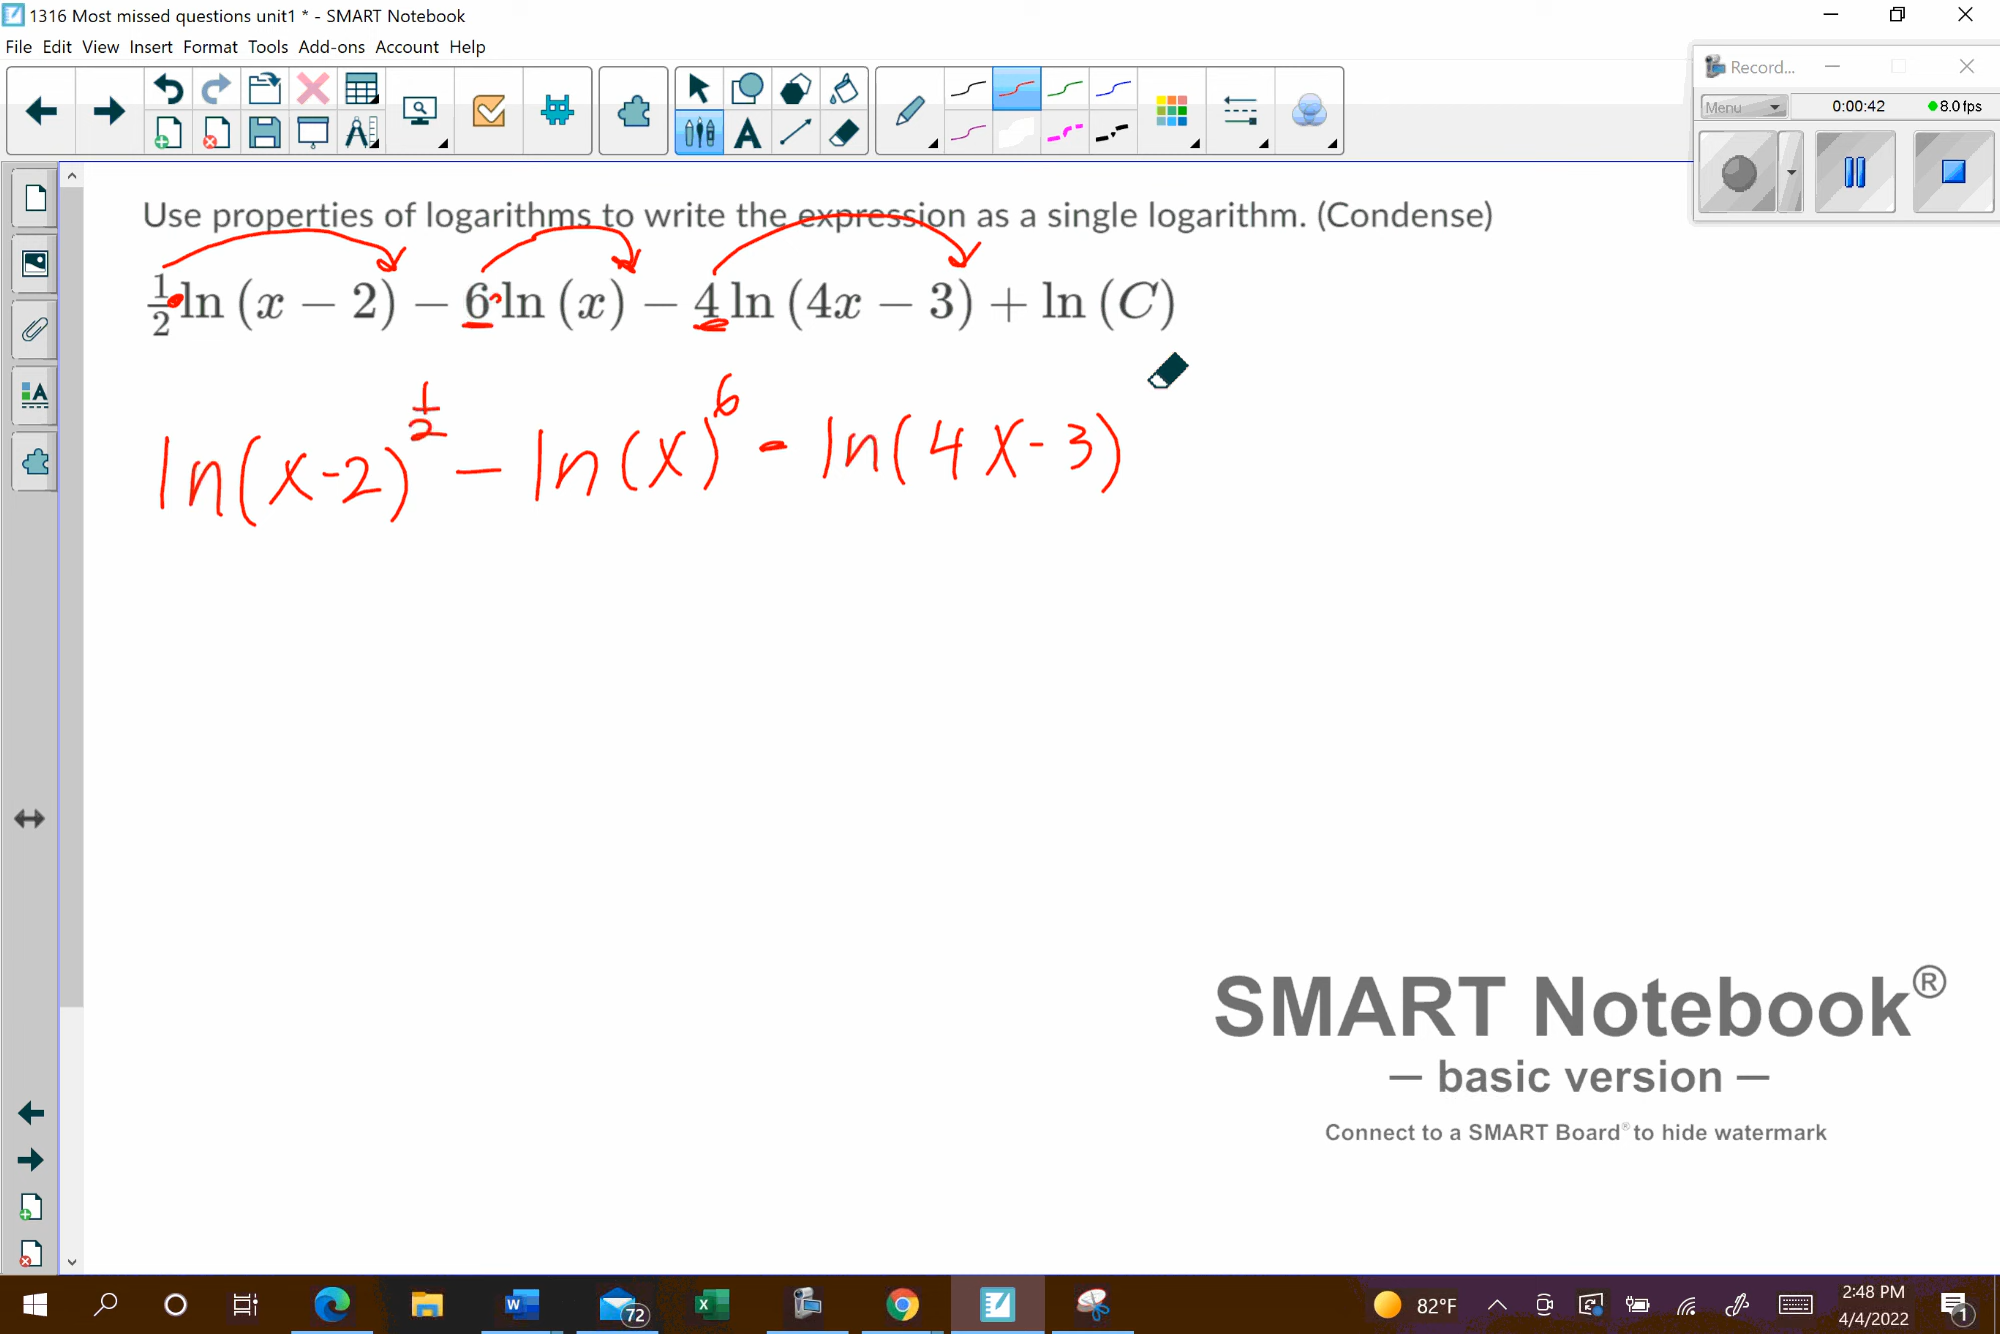 1316 Most missed questions unit1 * - SMART Notebook
File Edit View Insert Format Tools Add-ons Account Help
Record...
Menu 0:00:42 8.0 fps
Use properties of logarithms to write the expression as a single logarithm. (Condense)
½ ln (x − 2) − 6 ln (x) − 4 ln (4x − 3) + ln (C)
ln(x-2)^½ − ln(x)^6 - ln(4x-3)
SMART Notebook®
— basic version —
Connect to a SMART Board® to hide watermark
72
82°F
2:48 PM
4/4/2022
1